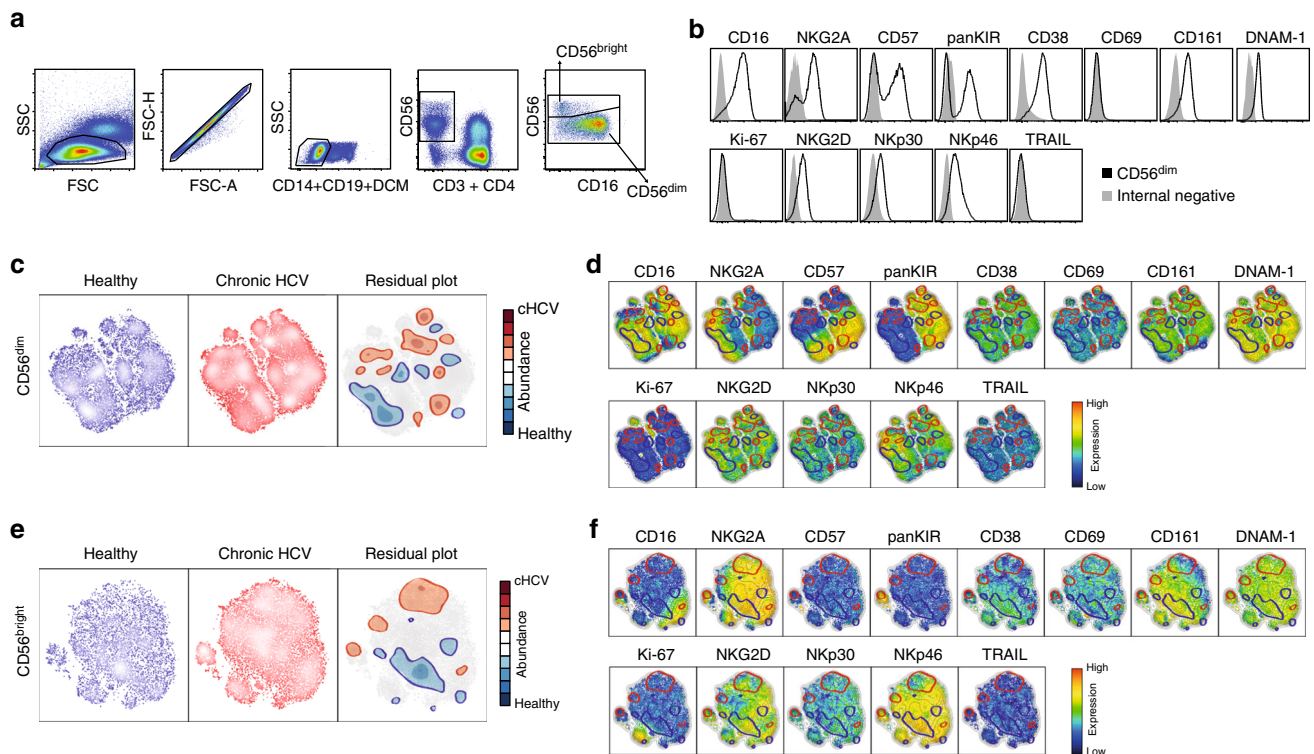 a
CD56bright
SSC
FSC-H
SSC
CD56
CD56
FSC
FSC-A
CD14+CD19+DCM
CD3 + CD4
CD16
CD56dim
b
CD16 NKG2A CD57 panKIR CD38 CD69 CD161 DNAM-1
Ki-67 NKG2D NKp30 NKp46 TRAIL
CD56dim
Internal negative
c
Healthy Chronic HCV Residual plot
CD56dim
cHCV
Abundance
Healthy
d
CD16 NKG2A CD57 panKIR CD38 CD69 CD161 DNAM-1
Ki-67 NKG2D NKp30 NKp46 TRAIL
High
Expression
Low
e
Healthy Chronic HCV Residual plot
CD56bright
cHCV
Abundance
Healthy
f
CD16 NKG2A CD57 panKIR CD38 CD69 CD161 DNAM-1
Ki-67 NKG2D NKp30 NKp46 TRAIL
High
Expression
Low